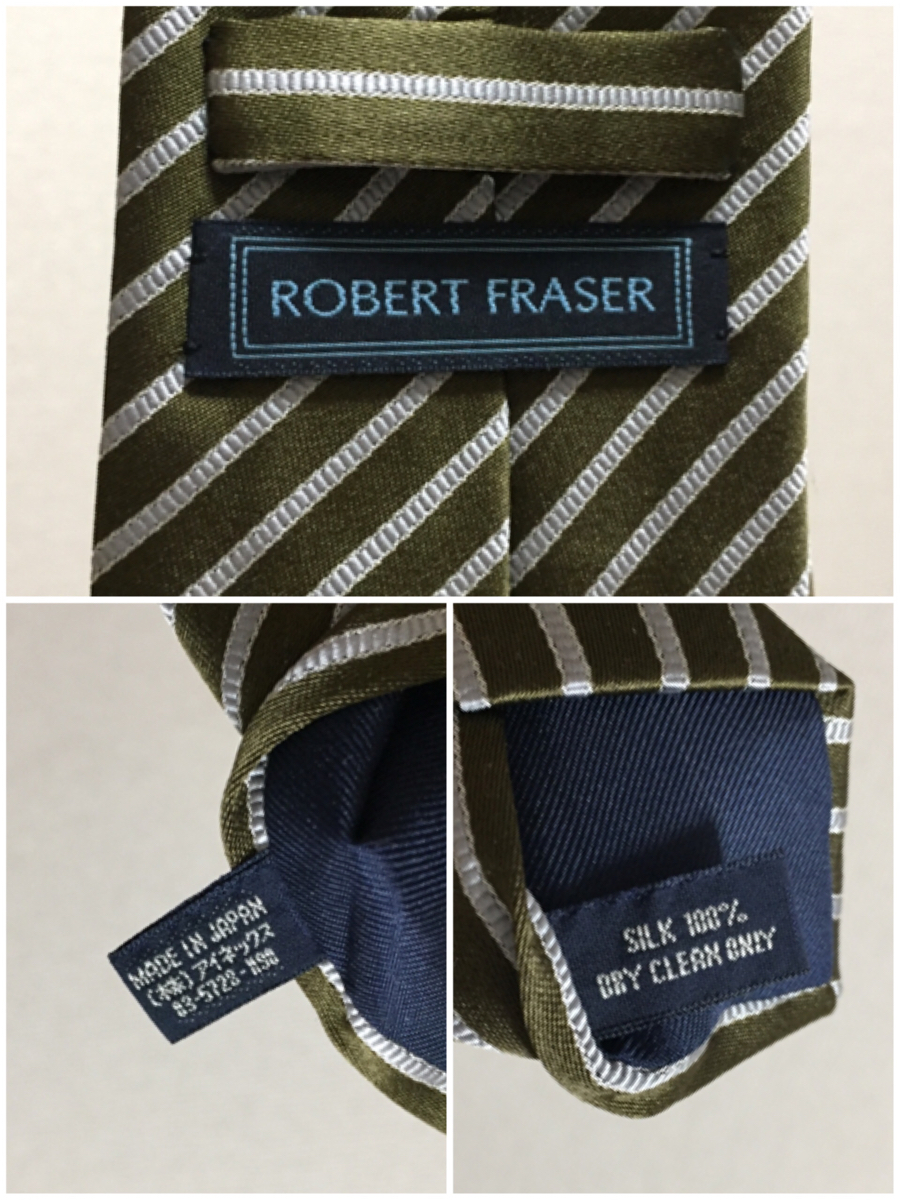 ROBERT FRASER
MADE IN JAPAN
(株)アイネックス
03-5728-1190
SILK 100%
DRY CLEAN ONLY